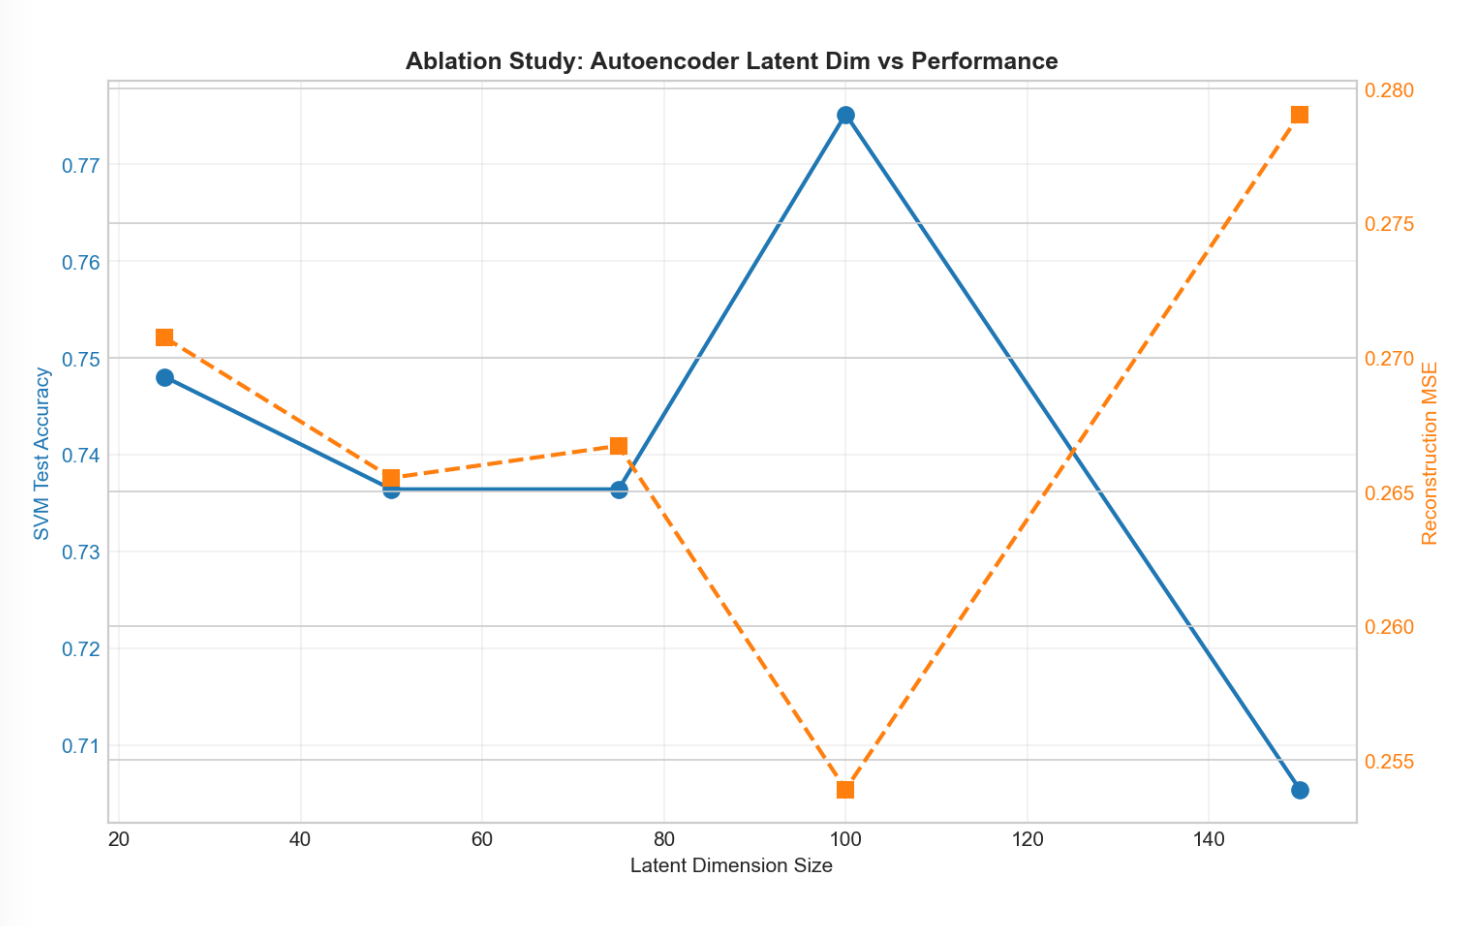 Ablation Study: Autoencoder Latent Dim vs Performance
SVM Test Accuracy
0.77
0.76
0.75
0.74
0.73
0.72
0.71
0.280
0.275
0.270
0.265
0.260
0.255
Reconstruction MSE
20 40 60 80 100 120 140
Latent Dimension Size